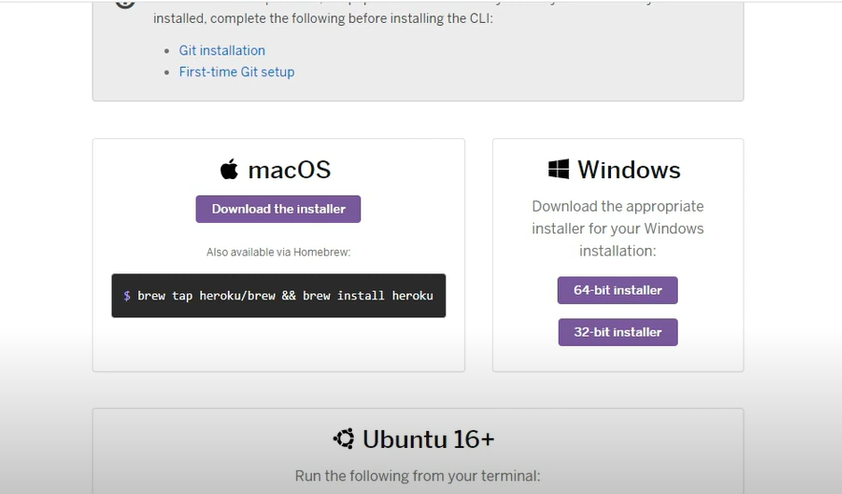 installed, complete the following before installing the CLI:
Git installation
First-time Git setup
macOS
Download the installer
Also available via Homebrew:
$ brew tap heroku/brew && brew install heroku
Windows
Download the appropriate
installer for your Windows
installation:
64-bit installer
32-bit installer
Ubuntu 16+
Run the following from your terminal: